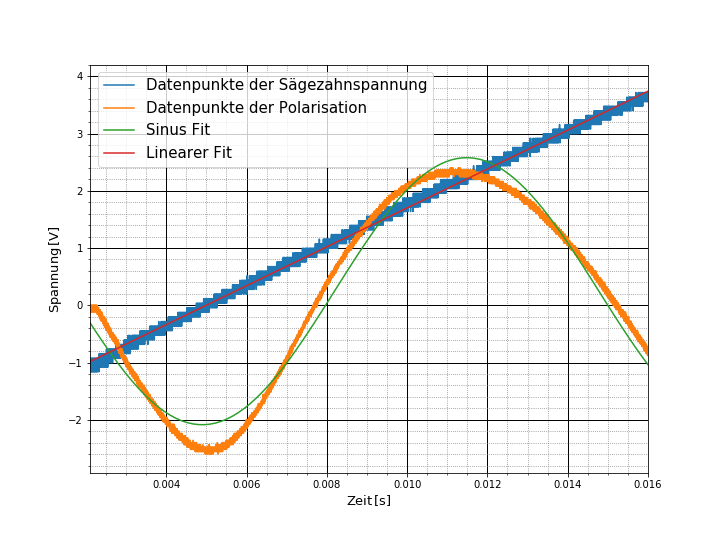 Datenpunkte der Sägezahnspannung
Datenpunkte der Polarisation
Sinus Fit
Linearer Fit
4
3
2
1
0
−1
−2
Spannung [V]
0.004 0.006 0.008 0.010 0.012 0.014 0.016
Zeit [s]